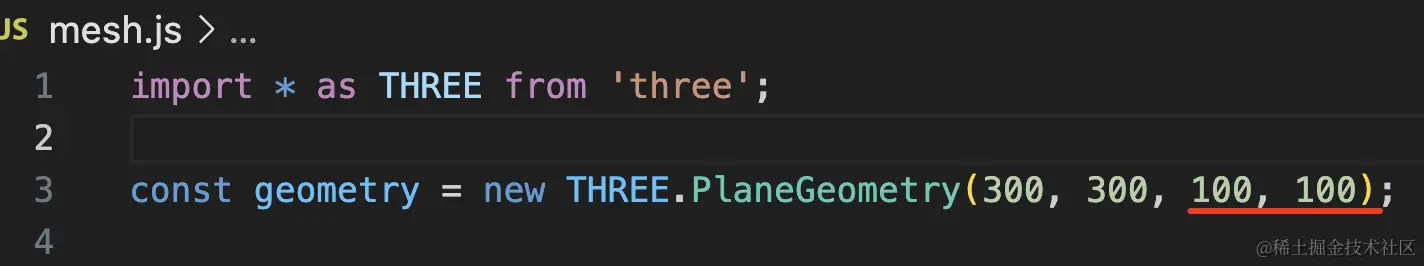 JS mesh.js > ...
1 import * as THREE from 'three';
2
3 const geometry = new THREE.PlaneGeometry(300, 300, 100, 100);
4
@稀土掘金技术社区